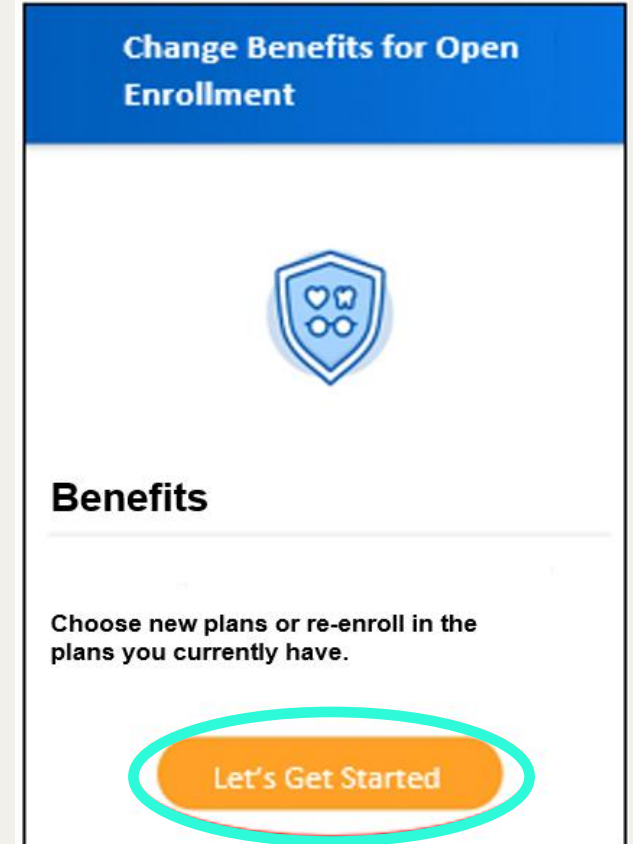 Change Benefits for Open
Enrollment
Benefits
Choose new plans or re-enroll in the
plans you currently have.
Let's Get Started